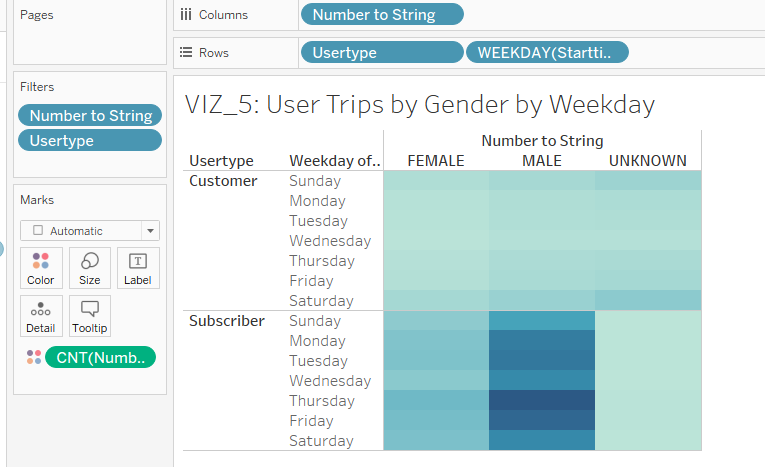 Pages
Columns
Number to String
Rows
Usertype
WEEKDAY(Startti..
Filters
Number to String
Usertype
Marks
Automatic
Color
Size
Label
Detail
Tooltip
CNT(Numb..
VIZ_5: User Trips by Gender by Weekday
Number to String
Usertype Weekday of.. FEMALE MALE UNKNOWN
Customer Sunday
Monday
Tuesday
Wednesday
Thursday
Friday
Saturday
Subscriber Sunday
Monday
Tuesday
Wednesday
Thursday
Friday
Saturday